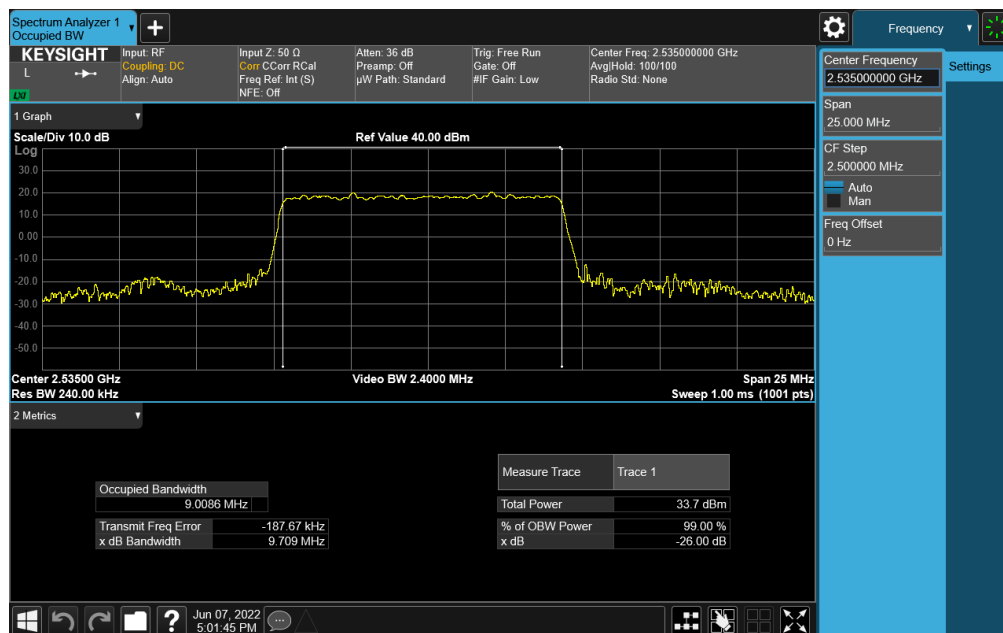 Spectrum Analyzer 1
Occupied BW
Frequency
KEYSIGHT
L
LXI
Input: RF
Coupling: DC
Align: Auto
Input Z: 50 Ω
Corr CCorr RCal
Freq Ref: Int (S)
NFE: Off
Atten: 36 dB
Preamp: Off
µW Path: Standard
Trig: Free Run
Gate: Off
#IF Gain: Low
Center Freq: 2.535000000 GHz
Avg|Hold: 100/100
Radio Std: None
Center Frequency
2.535000000 GHz
Settings
Span
25.000 MHz
CF Step
2.500000 MHz
Auto
Man
Freq Offset
0 Hz
1 Graph
Scale/Div 10.0 dB
Ref Value 40.00 dBm
Log
30.0
20.0
10.0
0.00
-10.0
-20.0
-30.0
-40.0
-50.0
Center 2.53500 GHz
Video BW 2.4000 MHz
Span 25 MHz
Res BW 240.00 kHz
Sweep 1.00 ms (1001 pts)
2 Metrics
Occupied Bandwidth
9.0086 MHz
Transmit Freq Error -187.67 kHz
x dB Bandwidth 9.709 MHz
Measure Trace Trace 1
Total Power 33.7 dBm
% of OBW Power 99.00 %
x dB -26.00 dB
?
Jun 07, 2022
5:01:45 PM